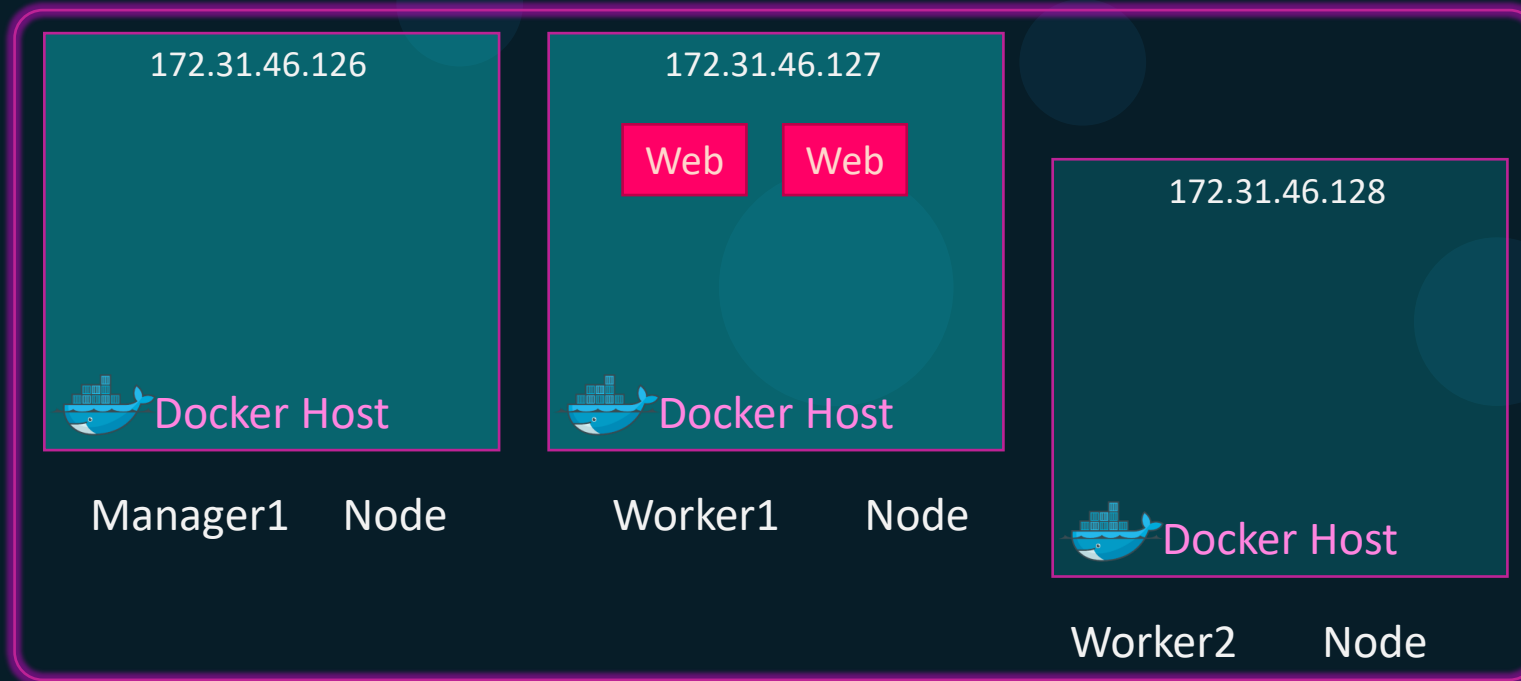 172.31.46.126
Docker Host
Manager1 Node
172.31.46.127
Web Web
Docker Host
Worker1 Node
172.31.46.128
Docker Host
Worker2 Node